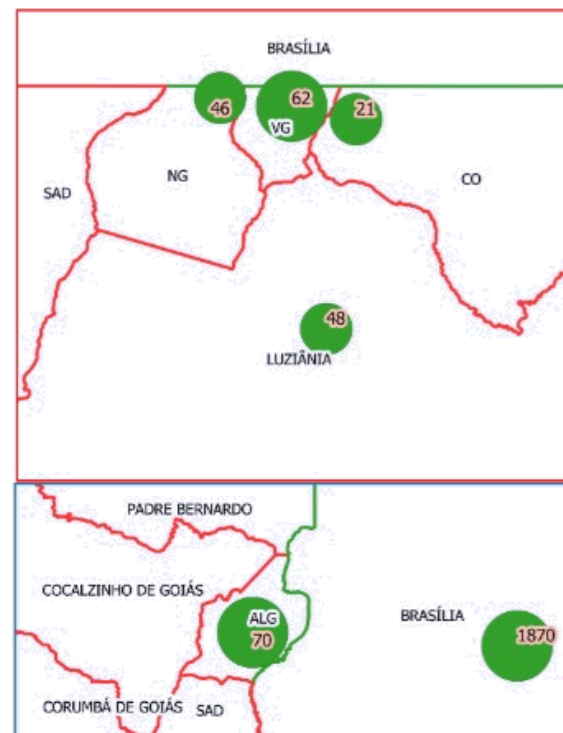 BRASÍLIA
46
62
21
VG
NG
SAD
CO
48
LUZIÂNIA
PADRE BERNARDO
COCALZINHO DE GOIÁS
ALG
70
BRASÍLIA
1870
CORUMBÁ DE GOIÁS
SAD